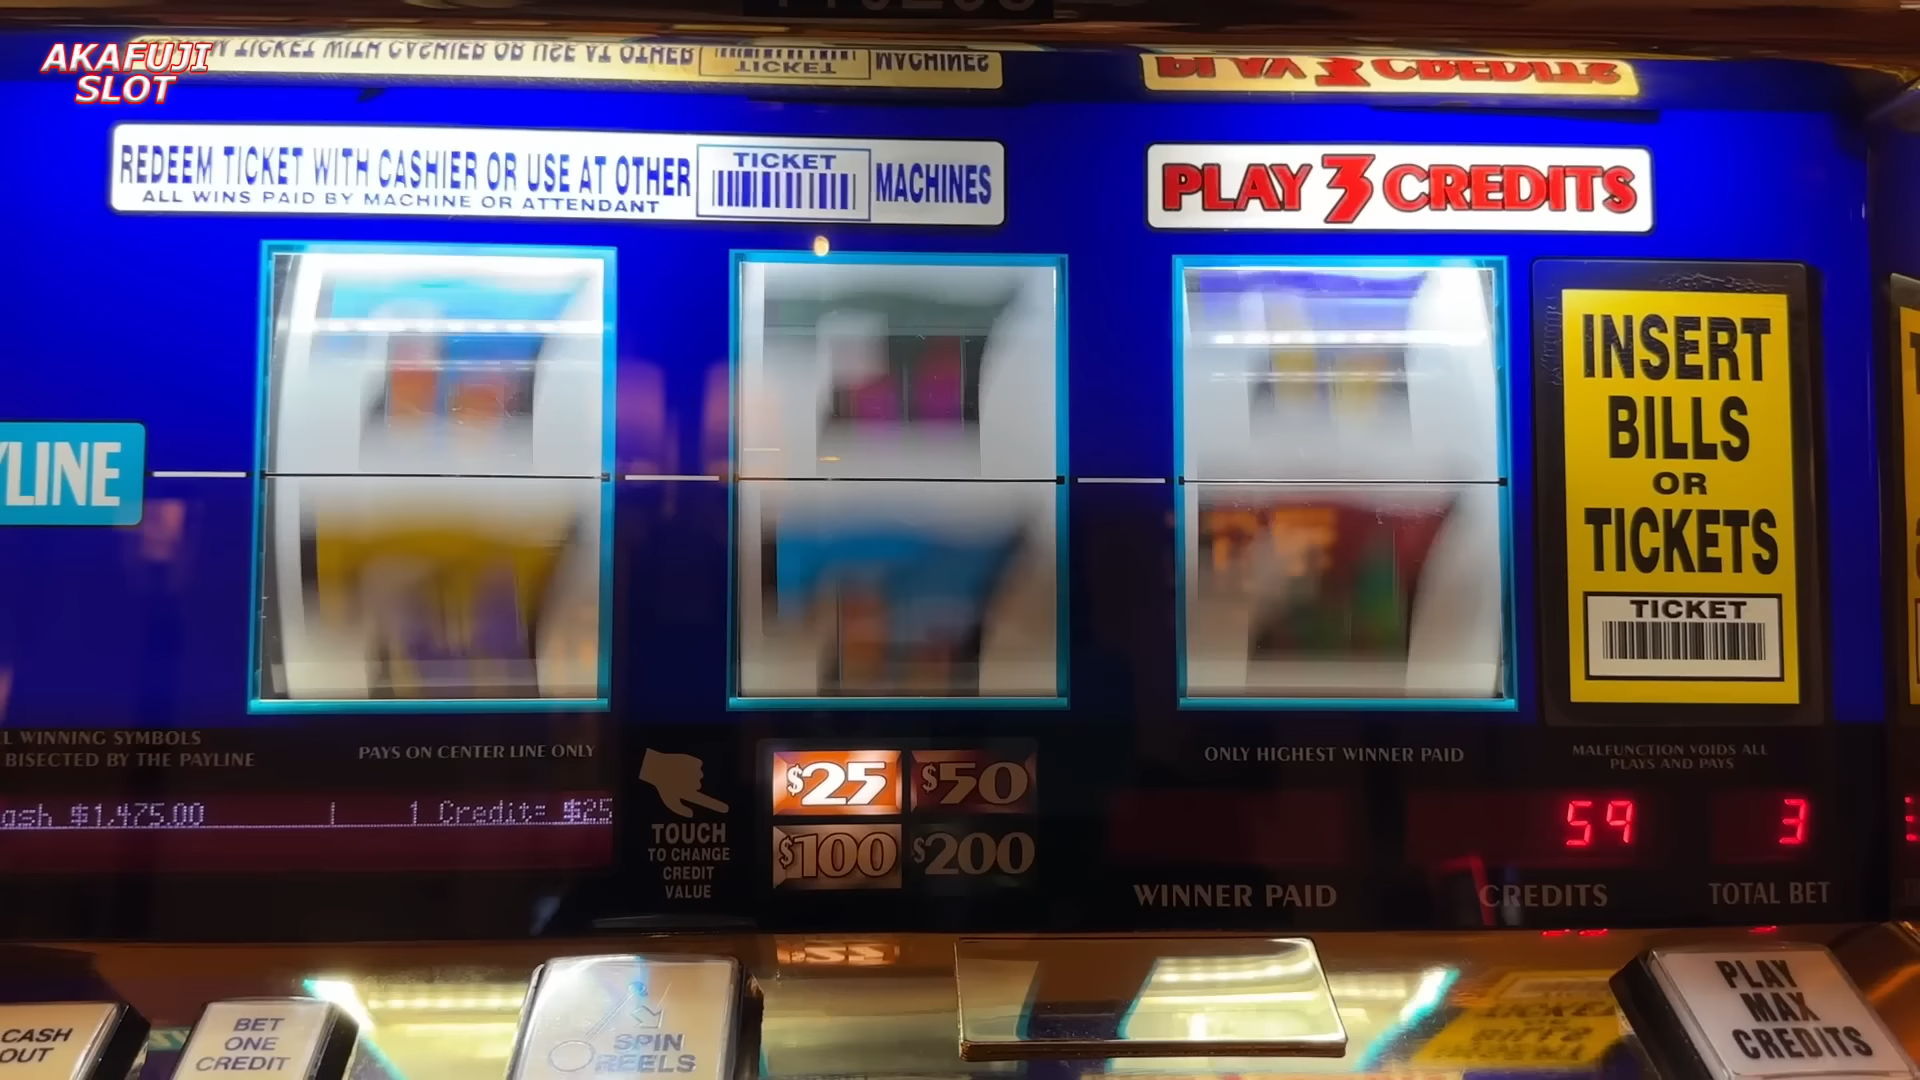 AKAFUJI
SLOT
REDEEM TICKET WITH CASHIER OR USE AT OTHER
TICKET
MACHINES
ALL WINS PAID BY MACHINE OR ATTENDANT
PLAY 3 CREDITS
INSERT
BILLS
OR
TICKETS
TICKET
YLINE
L WINNING SYMBOLS
BISECTED BY THE PAYLINE
PAYS ON CENTER LINE ONLY
ONLY HIGHEST WINNER PAID
MALFUNCTION VOIDS ALL
PLAYS AND PAYS
ash $1,475.00 | 1 Credit= $25
TOUCH
TO CHANGE
CREDIT
VALUE
$25 $50
$100 $200
59 3
WINNER PAID CREDITS TOTAL BET
CASH
OUT
BET
ONE
CREDIT
SPIN
REELS
PLAY
MAX
CREDITS